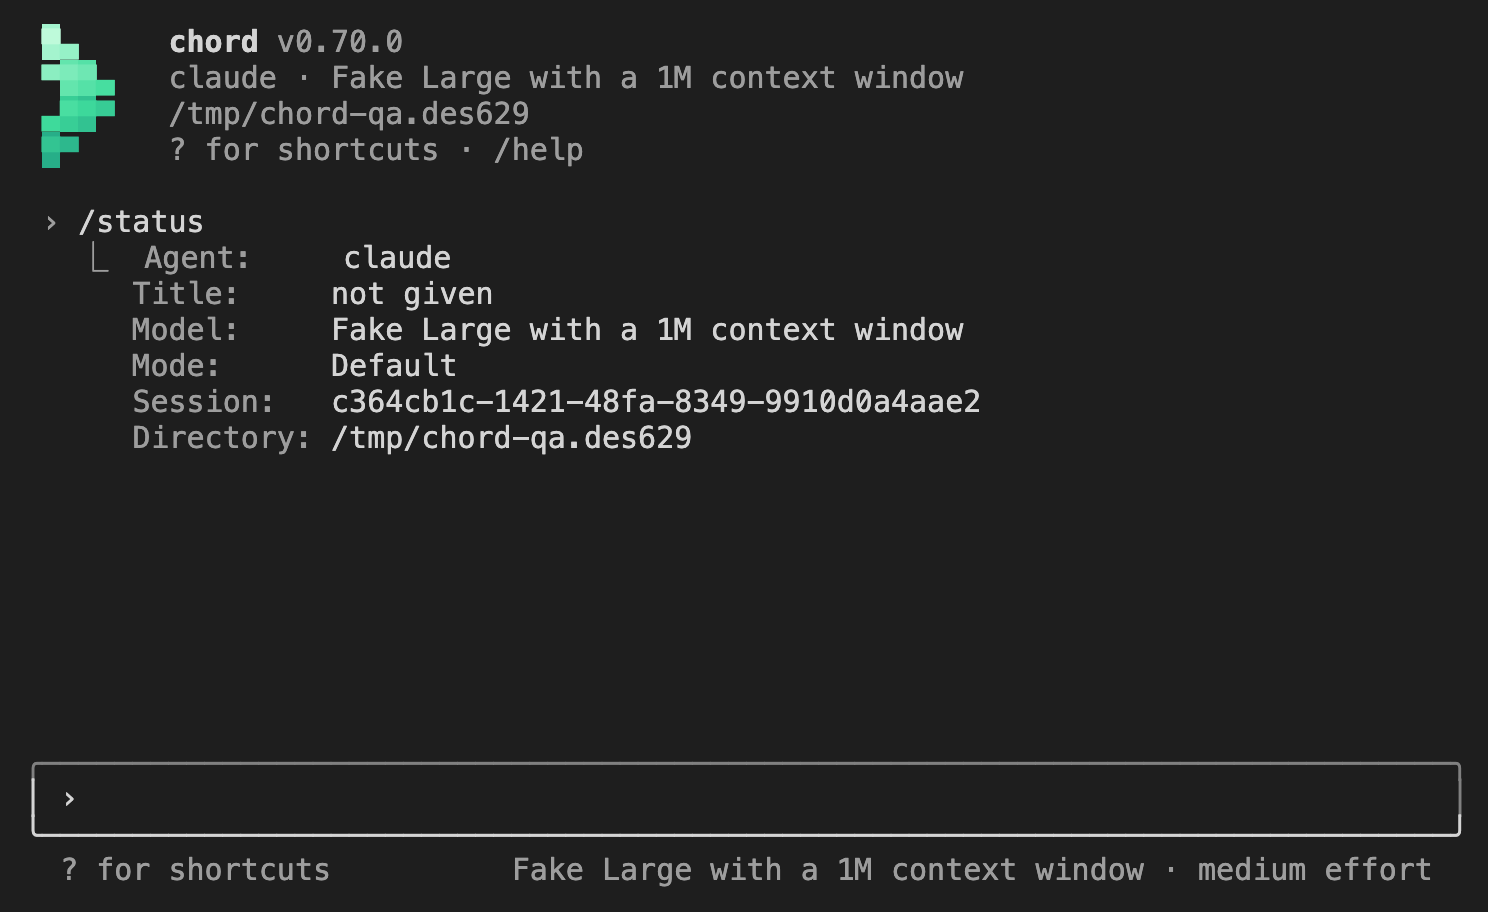 chord v0.70.0
claude · Fake Large with a 1M context window
/tmp/chord-qa.des629
? for shortcuts · /help
› /status
Agent: claude
Title: not given
Model: Fake Large with a 1M context window
Mode: Default
Session: c364cb1c-1421-48fa-8349-9910d0a4aae2
Directory: /tmp/chord-qa.des629
›
? for shortcuts Fake Large with a 1M context window · medium effort